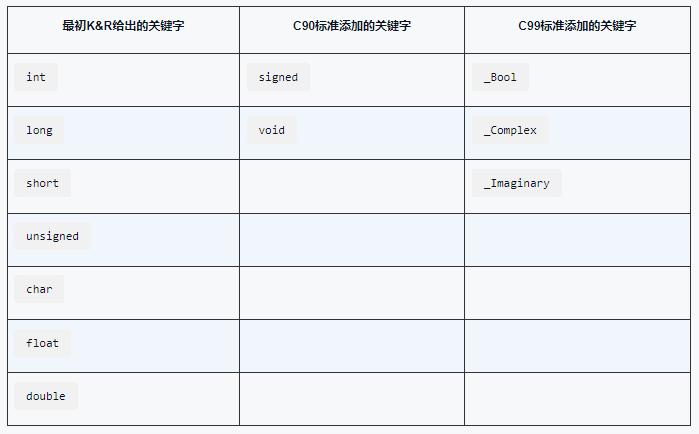 最初K&R给出的关键字 C90标准添加的关键字 C99标准添加的关键字
int signed _Bool
long void _Complex
short _Imaginary
unsigned
char
float
double